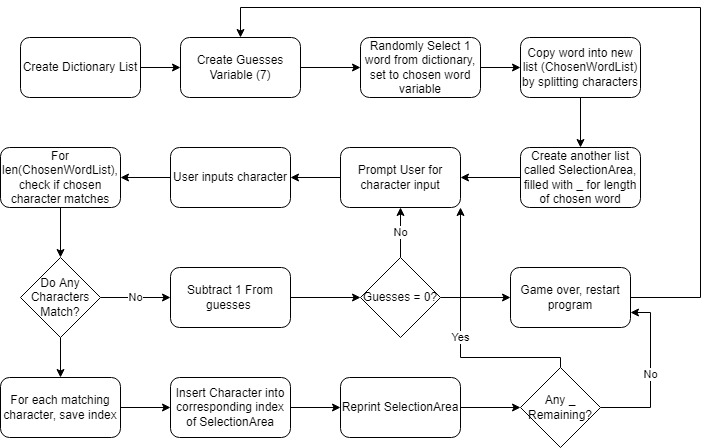 Create Dictionary List
Create Guesses
Variable (7)
Randomly Select 1
word from dictionary,
set to chosen word
variable
Copy word into new
list (ChosenWordList)
by splitting characters
For
len(ChosenWordList),
check if chosen
character matches
User inputs character
Prompt User for
character input
Create another list
called SelectionArea,
filled with _ for length
of chosen word
No
Do Any
Characters
Match?
No
Subtract 1 From
guesses
Guesses = 0?
Game over, restart
program
Yes
No
For each matching
character, save index
Insert Character into
corresponding index
of SelectionArea
Reprint SelectionArea
Any _
Remaining?